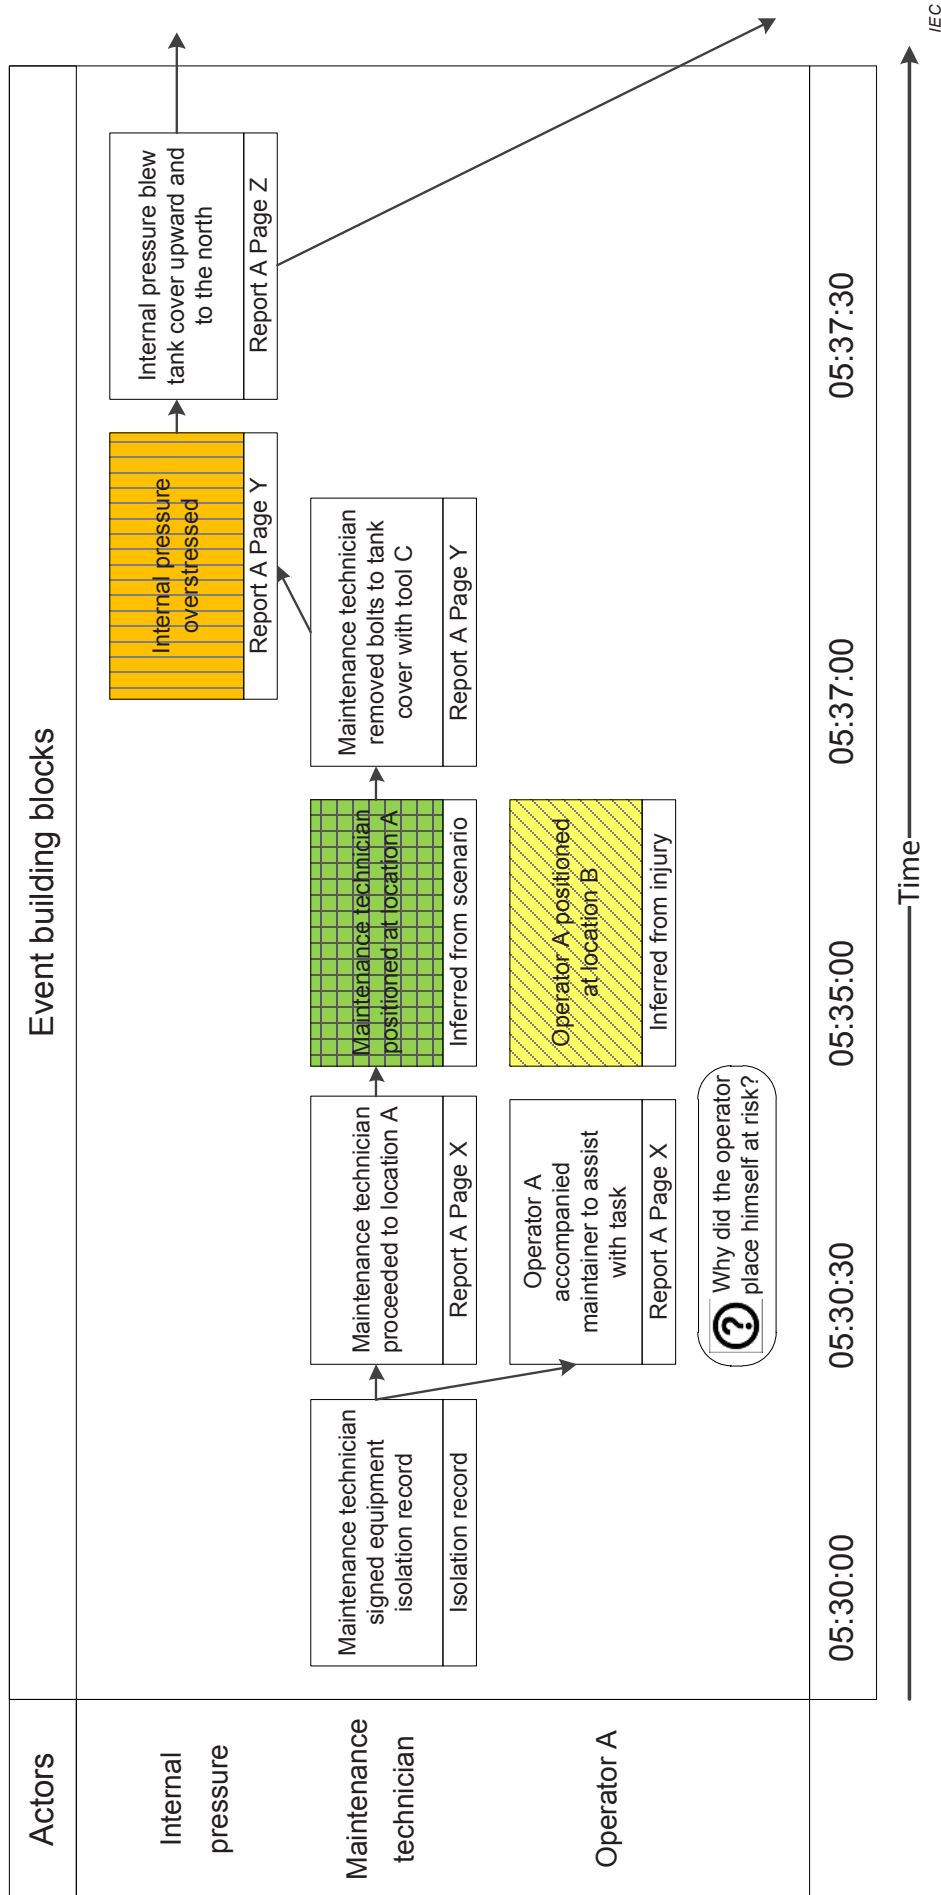 Actors
Event building blocks
Internal
pressure
Internal pressure
overstressed
Report A Page Y
Internal pressure blew
tank cover upward and
to the north
Report A Page Z
Maintenance
technician
Maintenance technician
signed equipment
isolation record
Isolation record
Maintenance technician
proceeded to location A
Report A Page X
Maintenance technician
positioned at location A
Inferred from scenario
Maintenance technician
removed bolts to tank
cover with tool C
Report A Page Y
Operator A
Operator A
accompanied
maintainer to assist
with task
Report A Page X
Operator A positioned
at location B
Inferred from injury
?
Why did the operator
place himself at risk?
05:30:00
05:30:30
05:35:00
05:37:00
05:37:30
Time
IEC